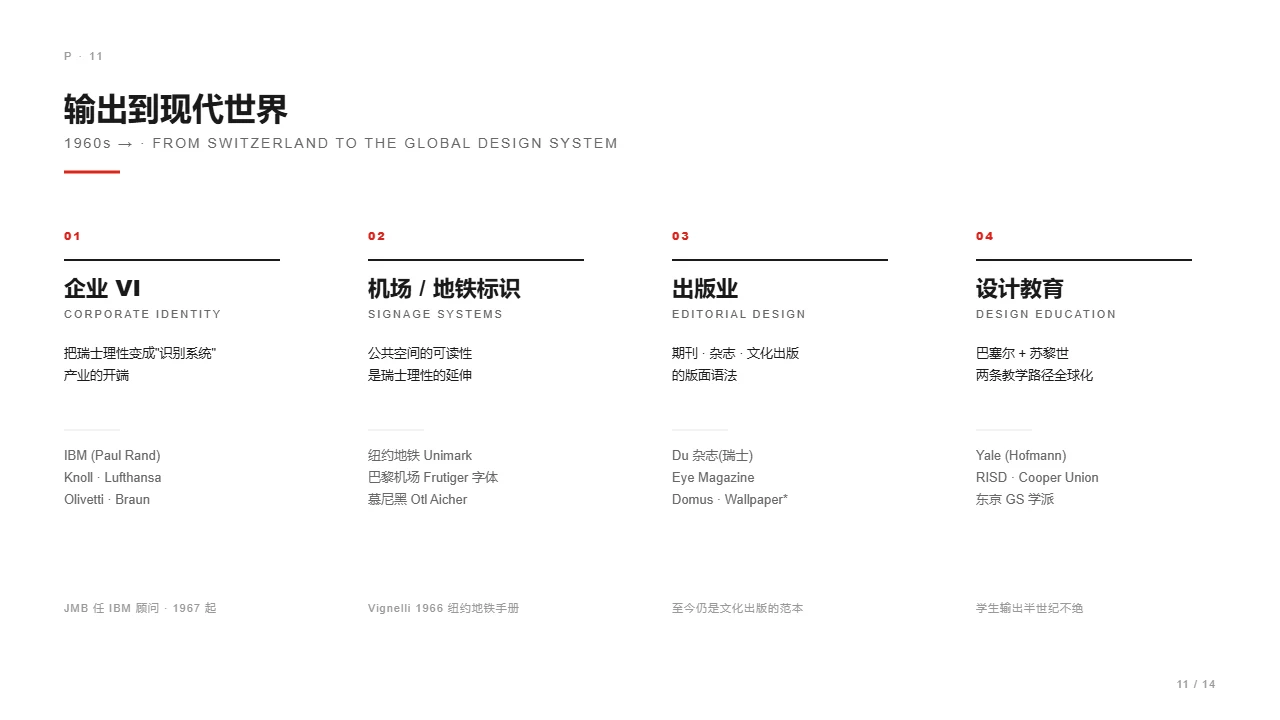 P · 11
输出到现代世界
1960s → · FROM SWITZERLAND TO THE GLOBAL DESIGN SYSTEM
01
企业 VI
CORPORATE IDENTITY
把瑞士理性变成"识别系统"
产业的开端
IBM (Paul Rand)
Knoll · Lufthansa
Olivetti · Braun
JMB 任 IBM 顾问 · 1967 起
02
机场 / 地铁标识
SIGNAGE SYSTEMS
公共空间的可读性
是瑞士理性的延伸
纽约地铁 Unimark
巴黎机场 Frutiger 字体
慕尼黑 Otl Aicher
Vignelli 1966 纽约地铁手册
03
出版业
EDITORIAL DESIGN
期刊 · 杂志 · 文化出版
的版面语法
Du 杂志(瑞士)
Eye Magazine
Domus · Wallpaper*
至今仍是文化出版的范本
04
设计教育
DESIGN EDUCATION
巴塞尔 + 苏黎世
两条教学路径全球化
Yale (Hofmann)
RISD · Cooper Union
东京 GS 学派
学生输出半世纪不绝
11 / 14